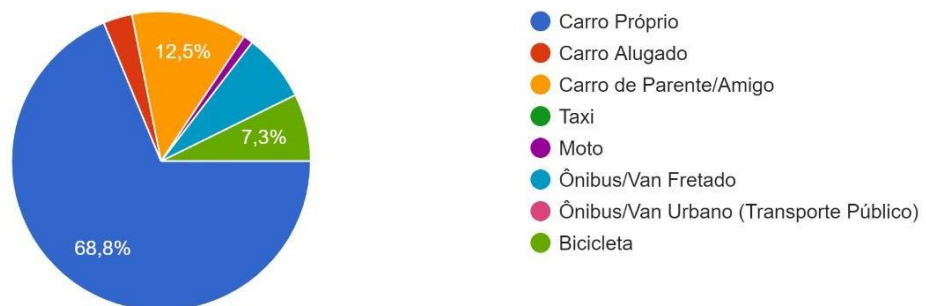 12,5%
7,3%
68,8%
Carro Próprio
Carro Alugado
Carro de Parente/Amigo
Taxi
Moto
Ônibus/Van Fretado
Ônibus/Van Urbano (Transporte Público)
Bicicleta